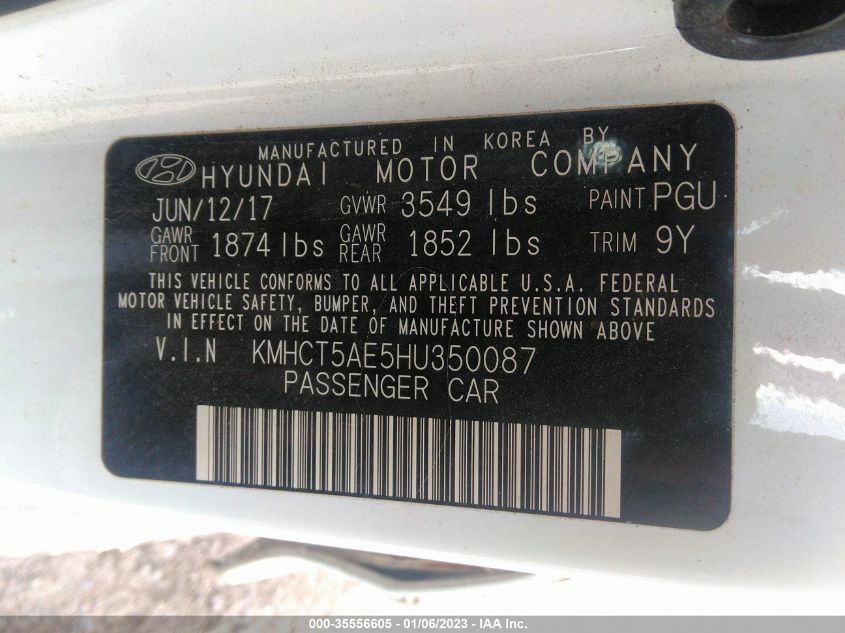 MANUFACTURED IN KOREA BY
HYUNDAI MOTOR COMPANY
JUN/12/17 GVWR 3549 lbs PAINT PGU
GAWR FRONT 1874 lbs GAWR REAR 1852 lbs TRIM 9Y
THIS VEHICLE CONFORMS TO ALL APPLICABLE U.S.A. FEDERAL
MOTOR VEHICLE SAFETY, BUMPER, AND THEFT PREVENTION STANDARDS
IN EFFECT ON THE DATE OF MANUFACTURE SHOWN ABOVE
V.I.N KMHCT5AE5HU350087
PASSENGER CAR
000-35556605 - 01/06/2023 - IAA Inc.